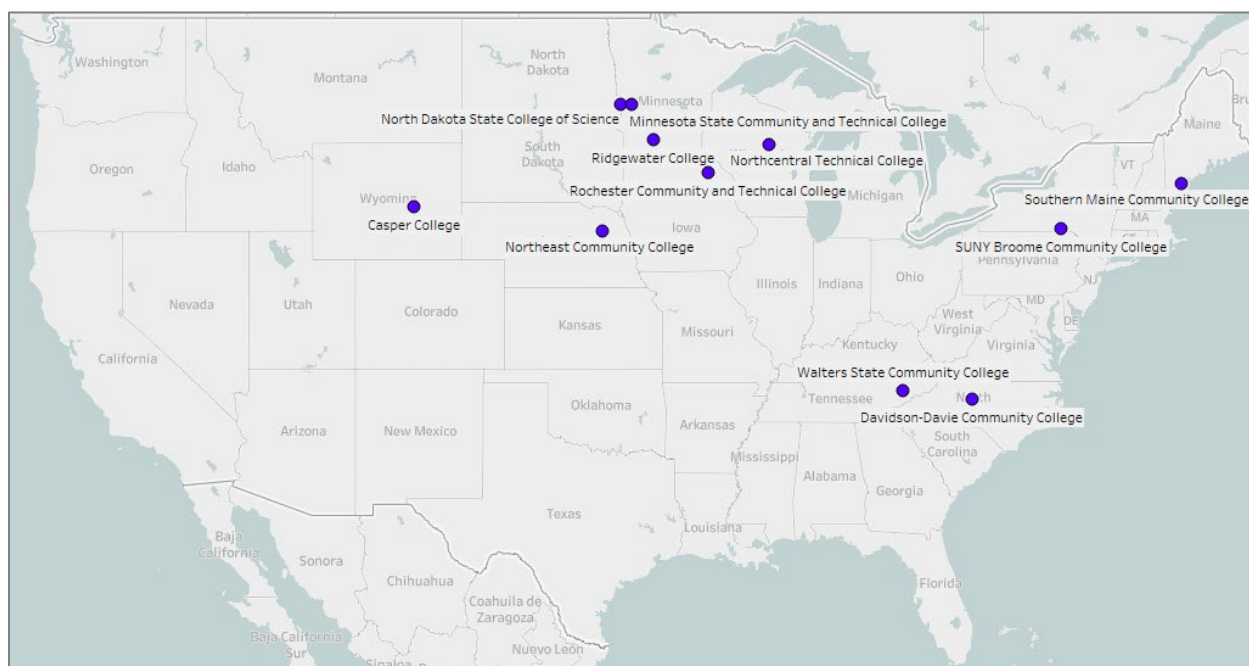 Washington
Montana
North
Dakota
Minnesota
North Dakota State College of Science
Minnesota State Community and Technical College
Maine
Oregon
Idaho
South
Dakota
Ridgewater College
Northcentral Technical College
VT
Wyoming
Rochester Community and Technical College
Michigan
Southern Maine Community College
Casper College
Northeast Community College
Iowa
MA
SUNY Broome Community College
Nevada
Utah
Colorado
Illinois
Indiana
Ohio
Pennsylvania
NJ
MD
DE
West
Virginia
Virginia
California
Kansas
Missouri
Kentucky
Walters State Community College
Tennessee
North
Davidson-Davie Community College
Arizona
New Mexico
Oklahoma
Arkansas
South
Carolina
Mississippi
Alabama
Georgia
Texas
Louisiana
Baja
California
Sonora
Chihuahua
Florida
Coahuila de
Zaragoza
Baja California
Sur
Nuevo León
Sinaloa